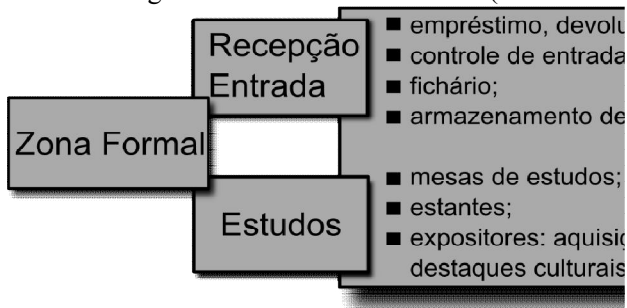 Recepção
Entrada
■ empréstimo, devolu
■ controle de entrada
■ fichário;
■ armazenamento de
Zona Formal
Estudos
■ mesas de estudos;
■ estantes;
■ expositores: aquisiç
destaques culturais